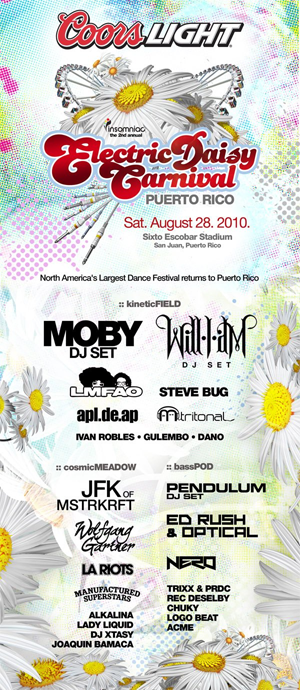 Coors LIGHT
insomniac
the 2nd annual
Electric Daisy
Carnival
PUERTO RICO
Sat. August 28. 2010.
Sixto Escobar Stadium
San Juan, Puerto Rico
North America's Largest Dance Festival returns to Puerto Rico
:: kineticFIELD
MOBY
DJ SET
Will·I·aM
DJ SET
LMFAO
STEVE BUG
apl.de.ap
tritonal
IVAN ROBLES • GULEMBO • DANO
:: cosmicMEADOW
JFK OF
MSTRKRFT
Wolfgang
Gartner
LA RIOTS
MANUFACTURED
SUPERSTARS
ALKALINA
LADY LIQUID
DJ XTASY
JOAQUIN BAMACA
:: bassPOD
PENDULUM
DJ SET
ED RUSH
& OPTICAL
NERO
TRIXX & PRDC
REC DESELBY
CHUKY
LOGO BEAT
ACME